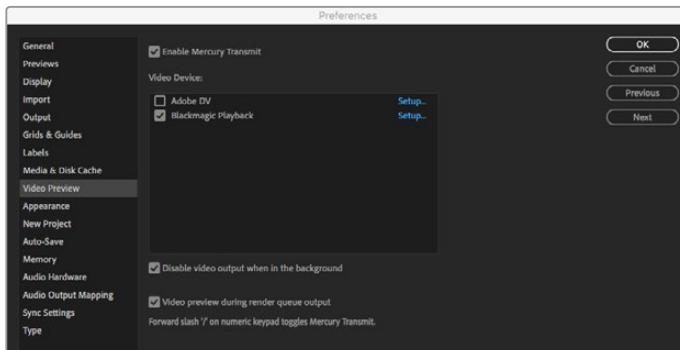 Preferences
General
Previews
Display
Import
Output
Grids & Guides
Labels
Media & Disk Cache
Video Preview
Appearance
New Project
Auto-Save
Memory
Audio Hardware
Audio Output Mapping
Sync Settings
Type
Enable Mercury Transmit
Video Device:
Adobe DV Setup...
Blackmagic Playback Setup...
Disable video output when in the background
Video preview during render queue output
Forward slash '/' on numeric keypad toggles Mercury Transmit.
OK
Cancel
Previous
Next